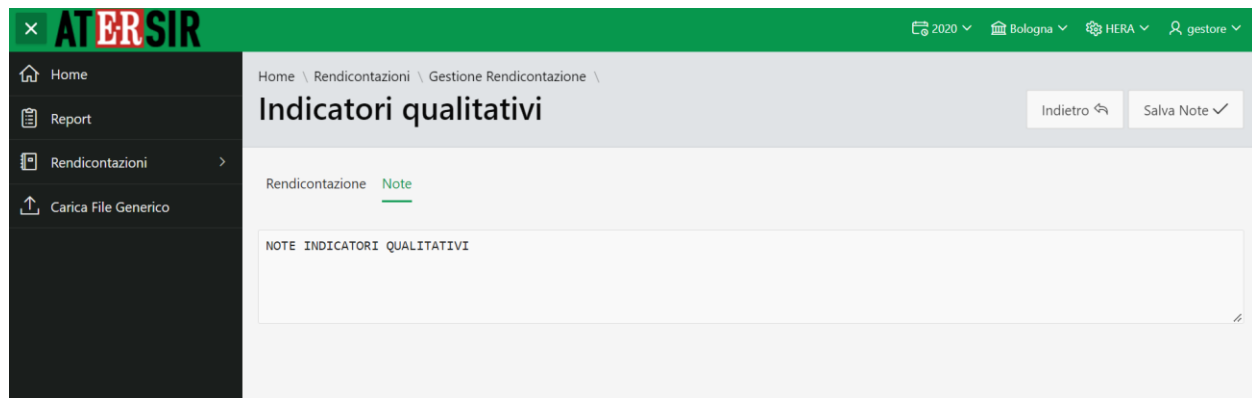 × ATERSIR 2020 Bologna HERA gestore
Home
Report
Rendicontazioni
Carica File Generico
Home \ Rendicontazioni \ Gestione Rendicontazione \
Indicatori qualitativi
Indietro Salva Note
Rendicontazione Note
NOTE INDICATORI QUALITATIVI